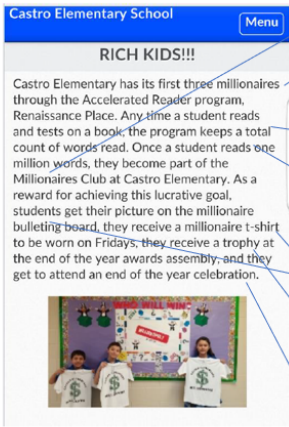 Castro Elementary School
Menu
RICH KIDS!!!
Castro Elementary has its first three millionaires
through the Accelerated Reader program,
Renaissance Place. Any time a student reads
and tests on a book, the program keeps a total
count of words read. Once a student reads one
million words, they become part of the
Millionaires Club at Castro Elementary. As a
reward for achieving this lucrative goal,
students get their picture on the millionaire
bulleting board, they receive a millionaire t-shirt
to be worn on Fridays, they receive a trophy at
the end of the year awards assembly, and they
get to attend an end of the year celebration.
WHO WILL WIN